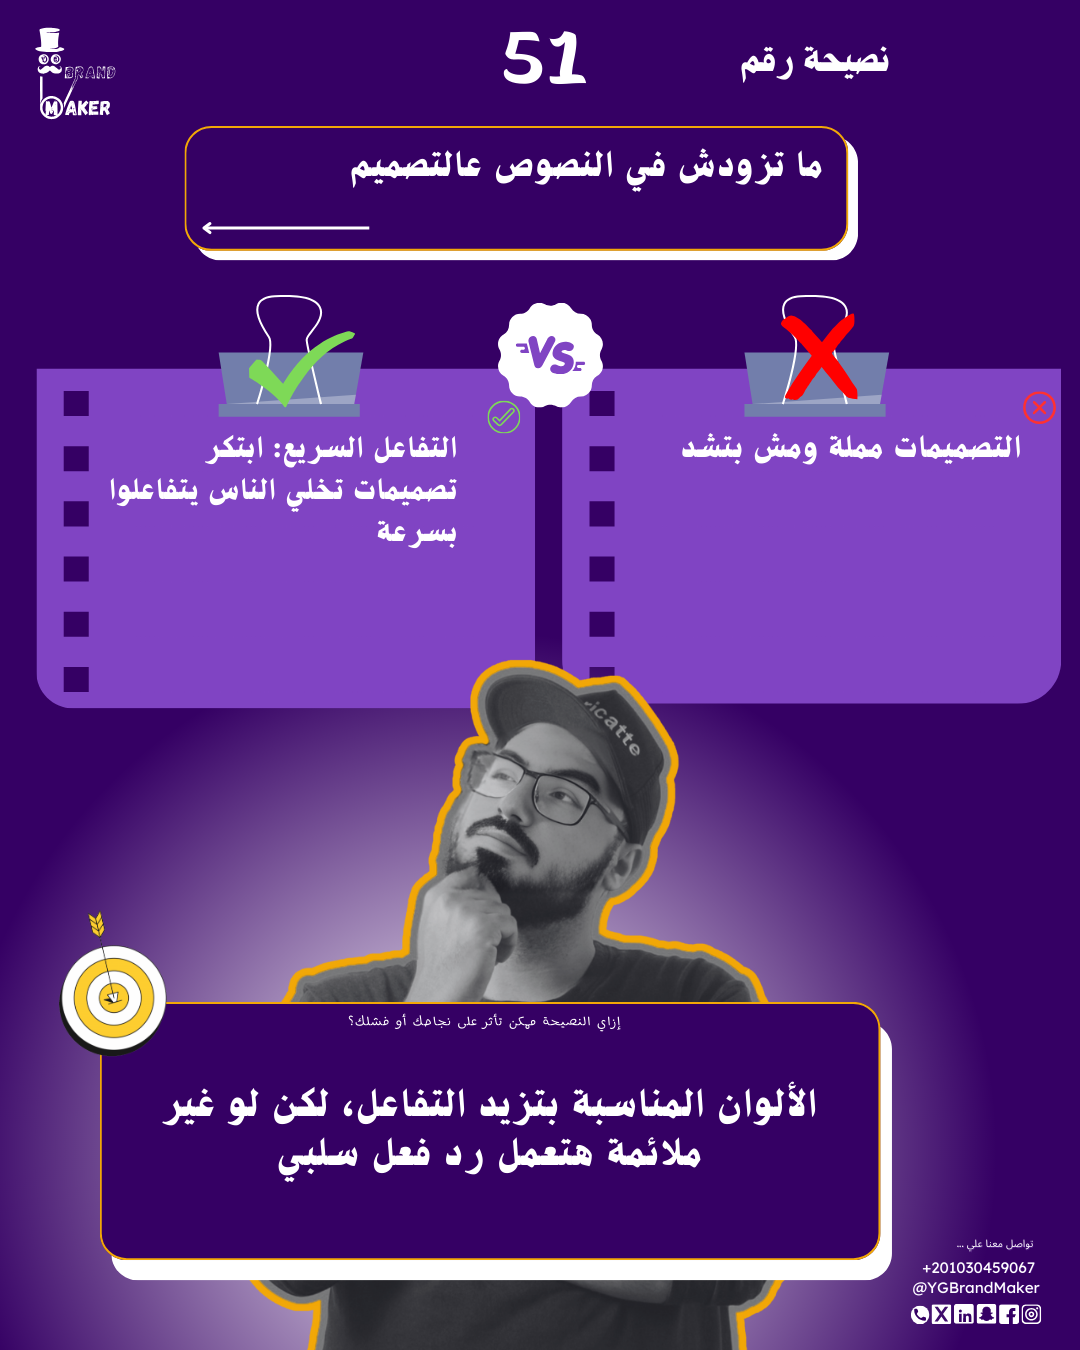 BRAND
MAKER
نصيحة رقم 51
ما تزودش في النصوص عالتصميم
VS
التصميمات مملة ومش بتشد
التفاعل السريع: ابتكر
تصميمات تخلي الناس يتفاعلوا
بسرعة
icatte
إزاي النصيحة ممكن تأثر على نجاحك أو فشلك؟
الألوان المناسبة بتزيد التفاعل، لكن لو غير
ملائمة هتعمل رد فعل سلبي
تواصل معنا علي ...
+201030459067
@YGBrandMaker